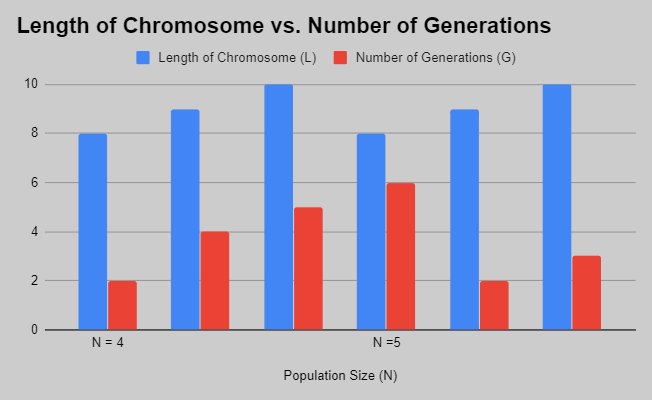 Length of Chromosome vs. Number of Generations
Length of Chromosome (L) Number of Generations (G)
10
8
6
4
2
0
N = 4 N =5
Population Size (N)